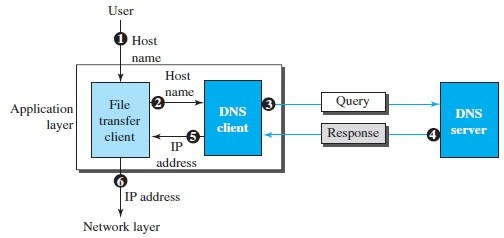 User
1 Host
name
Host
2 name
3
Query
Application
layer
File
transfer
client
DNS
client
DNS
server
Response
4
5
IP
address
6
IP address
Network layer